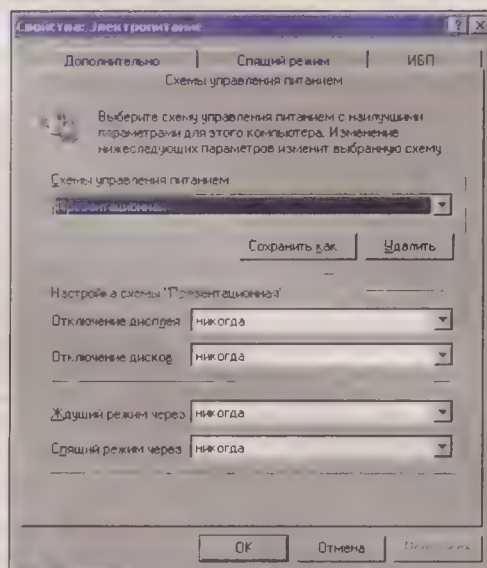 Свойства: Электропитание
Дополнительно Спящий режим ИБП
Схемы управления питанием
Выберите схему управления питанием с наилучшими
параметрами для этого компьютера. Изменение
нижеследующих параметров изменит выбранную схему
Схемы управления питанием
Презентационная
Сохранить как Удалить
Настройка схемы "Презентационная"
Отключение дисплея никогда
Отключение дисков никогда
Ждущий режим через никогда
Спящий режим через никогда
OK Отмена